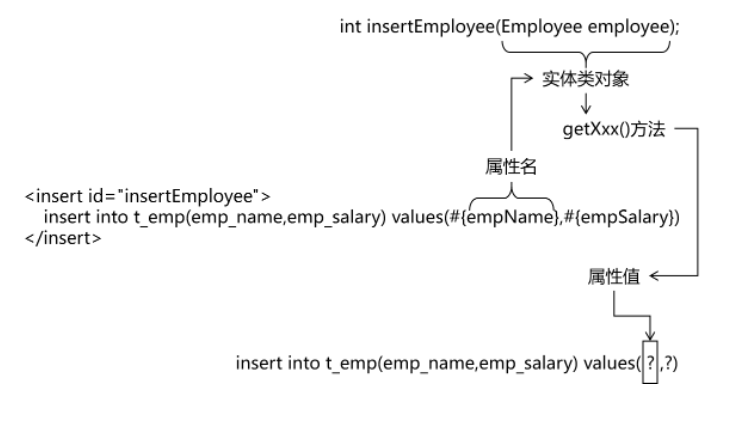 int insertEmployee(Employee employee);
实体类对象
getXxx()方法
属性名
<insert id="insertEmployee">
insert into t_emp(emp_name,emp_salary) values(#{empName},#{empSalary})
</insert>
属性值
insert into t_emp(emp_name,emp_salary) values(?,?)